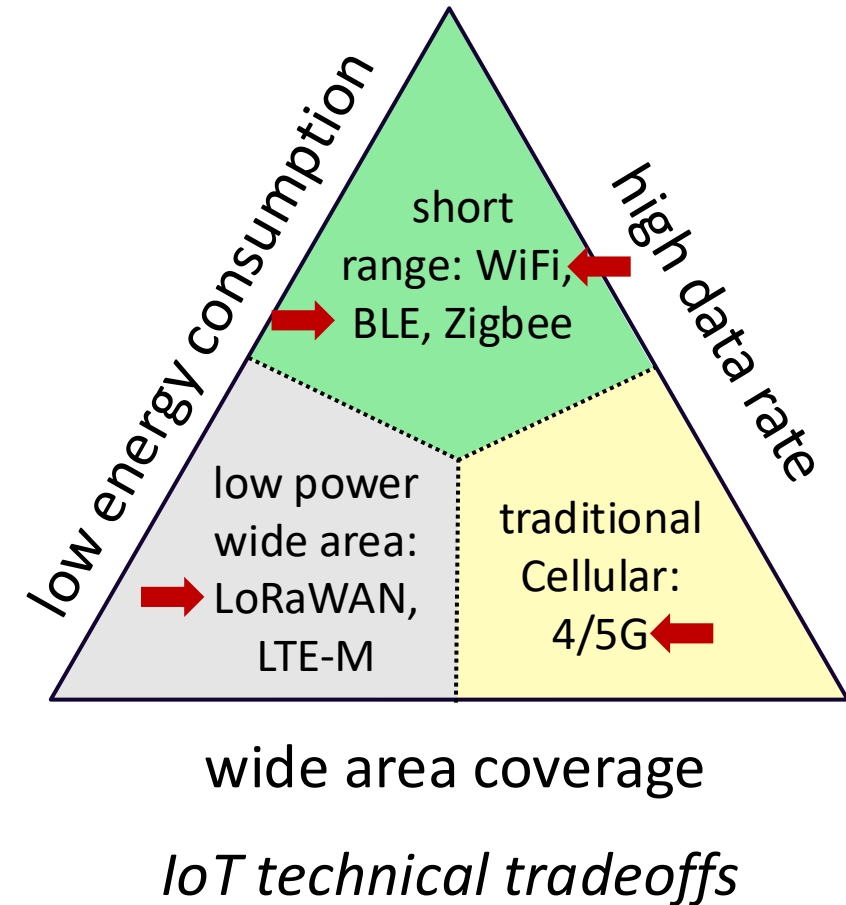 low energy consumption
high data rate
short
range: WiFi,
BLE, Zigbee
low power
wide area:
LoRaWAN,
LTE-M
traditional
Cellular:
4/5G
wide area coverage
IoT technical tradeoffs